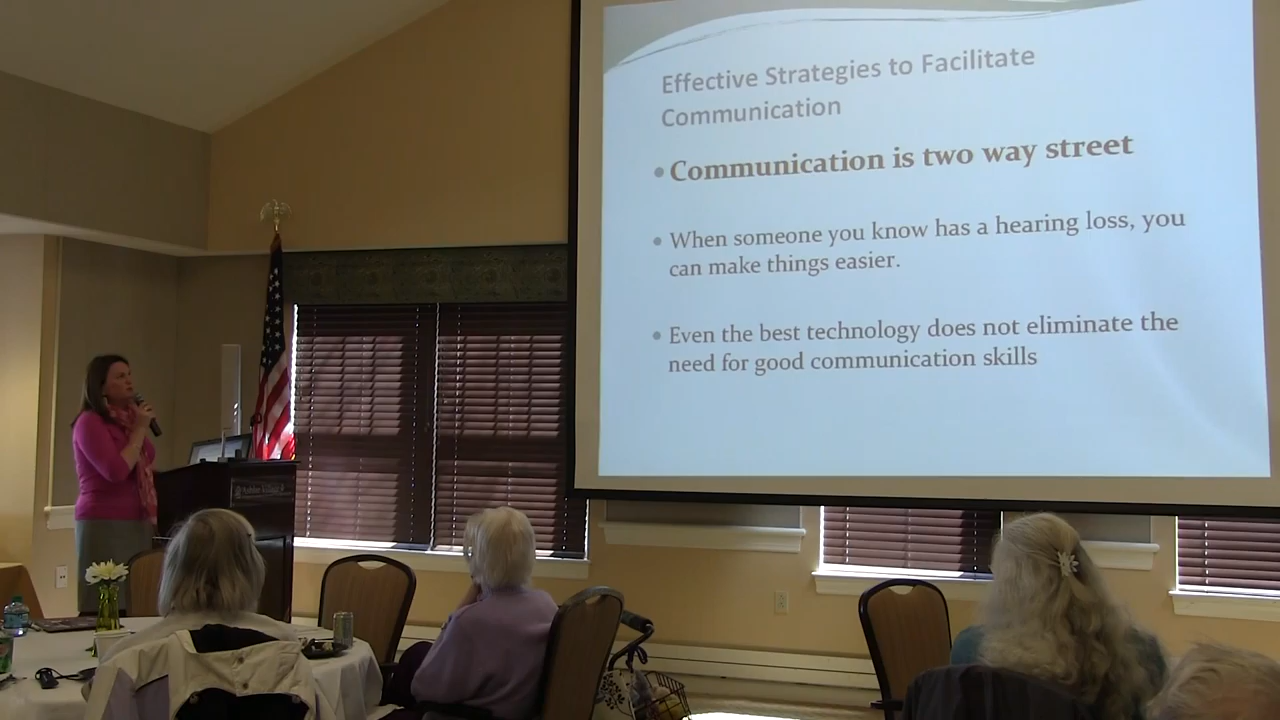 Effective Strategies to Facilitate
Communication
• Communication is two way street
• When someone you know has a hearing loss, you
can make things easier.
• Even the best technology does not eliminate the
need for good communication skills